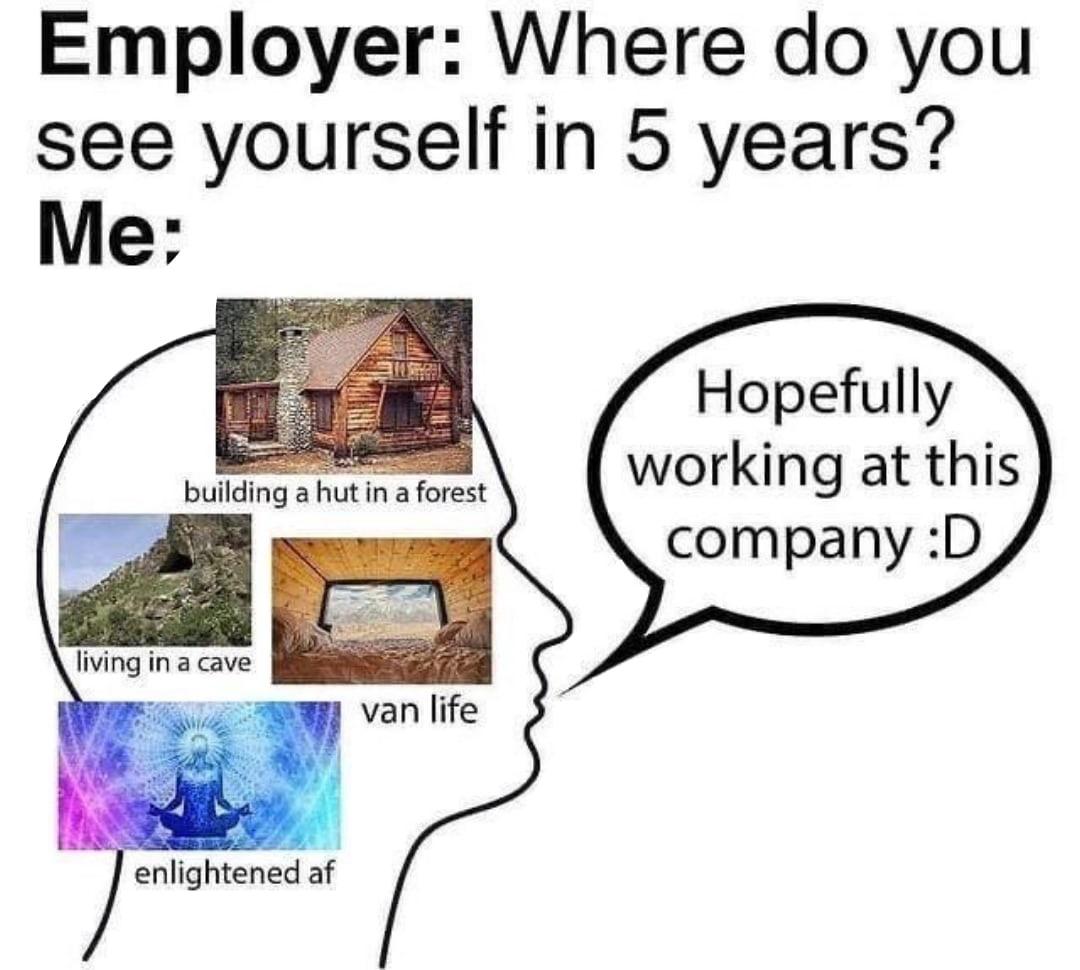 Employer: Where do you
see yourself in 5 years?
Me:
Hopefully
working at this
company :D
building a hut in a forest
living in a cave
van life
enlightened af